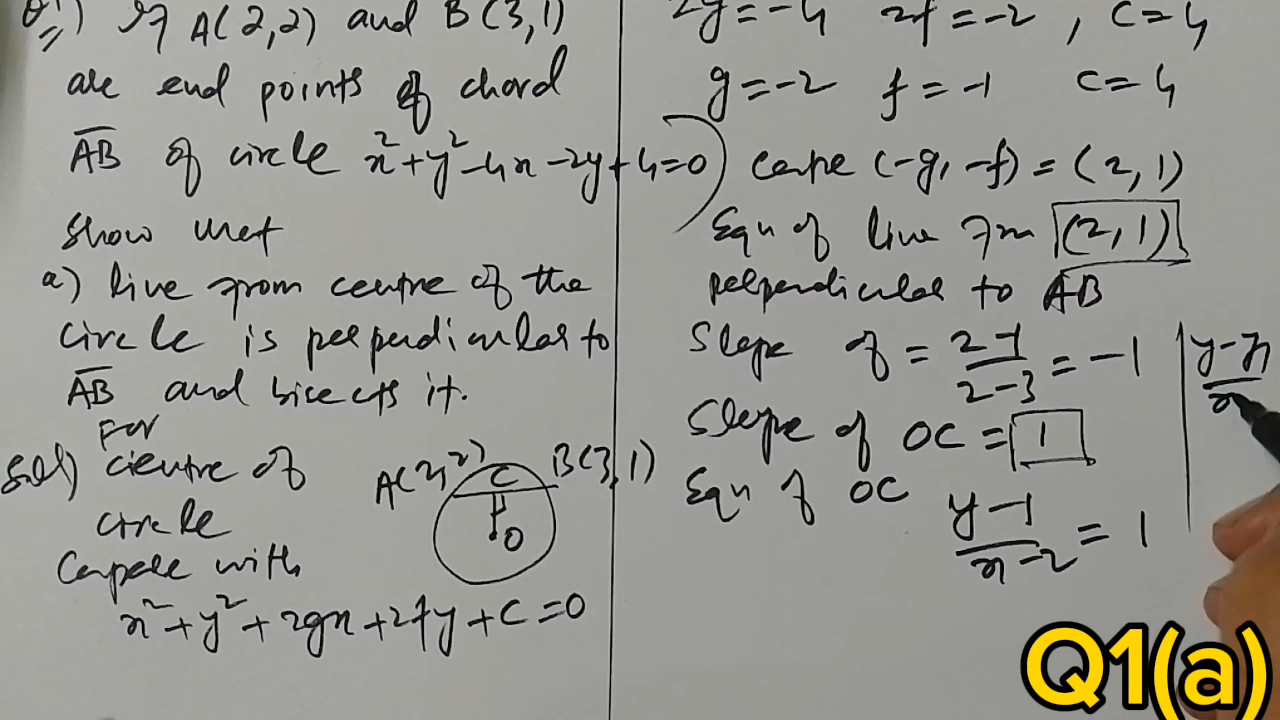 Q1) If A(2,2) and B(3,1)
are end points of chord
AB of circle x²+y²-4x-2y+4=0
Show that
a) line from centre of the
circle is perpendicular to
AB and bisects it.
Sol) For
centre of
circle
Compare with
x²+y²+2gx+2fy+c=0
A(2,2) C B(3,1)
O
2g=-4 2f=-2, c=4
g=-2 f=-1 c=4
Centre (-g,-f)=(2,1)
Eqn of line from (2,1)
perpendicular to AB
Slope of = 2-1/2-3 = -1
Slope of OC = 1
Eqn of OC
y-1/x-2 = 1
y-y1/x
Q1(a)